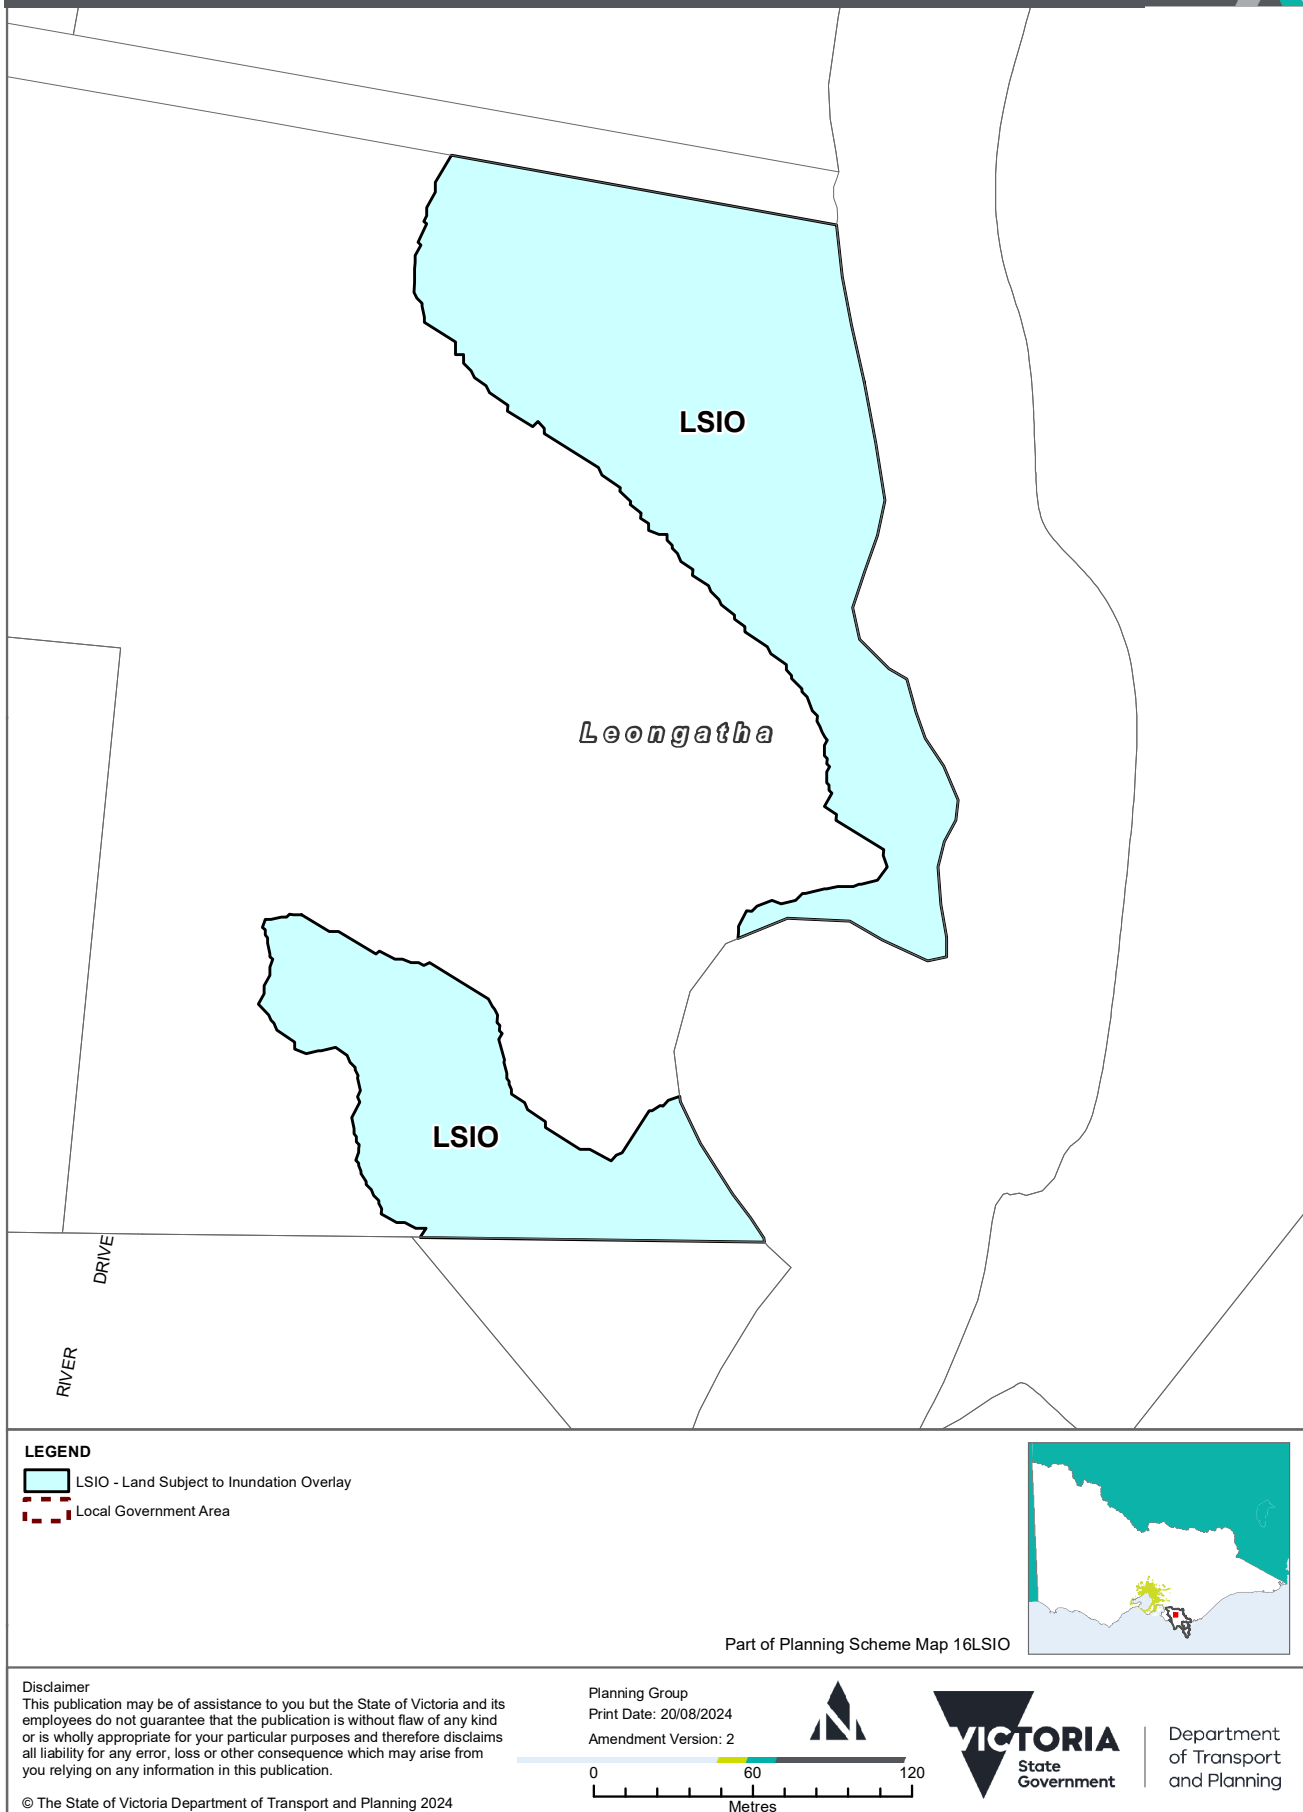 LSIO
Leongatha
LSIO
DRIVE
RIVER
LEGEND
LSIO - Land Subject to Inundation Overlay
Local Government Area
Part of Planning Scheme Map 16LSIO
Disclaimer
This publication may be of assistance to you but the State of Victoria and its
employees do not guarantee that the publication is without flaw of any kind
or is wholly appropriate for your particular purposes and therefore disclaims
all liability for any error, loss or other consequence which may arise from
you relying on any information in this publication.
© The State of Victoria Department of Transport and Planning 2024
Planning Group
Print Date: 20/08/2024
Amendment Version: 2
N
0 60 120
Metres
VICTORIA
State
Government
Department
of Transport
and Planning